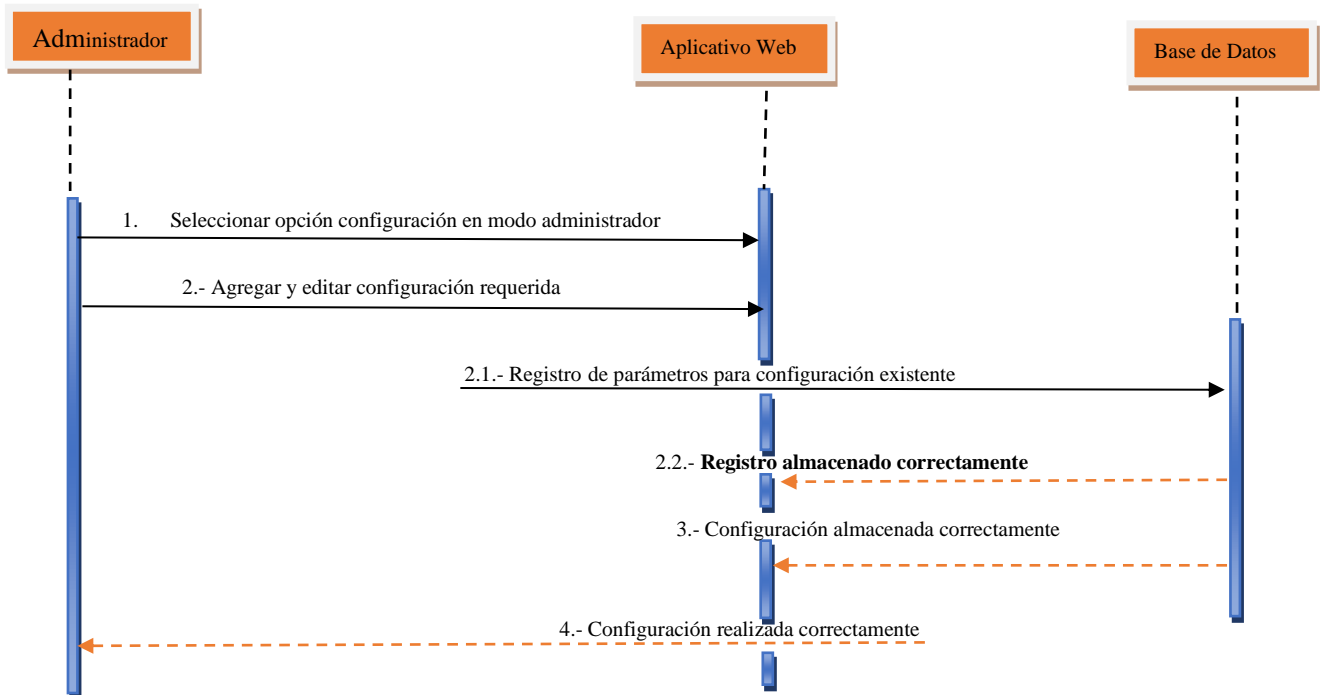 Administrador
Aplicativo Web
Base de Datos
1. Seleccionar opción configuración en modo administrador
2.- Agregar y editar configuración requerida
2.1.- Registro de parámetros para configuración existente
2.2.- Registro almacenado correctamente
3.- Configuración almacenada correctamente
4.- Configuración realizada correctamente